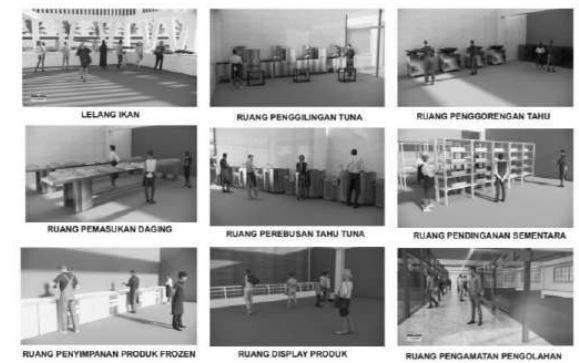 LELANG IKAN
RUANG PENGGILINGAN TUNA
RUANG PENGGORENGAN TAHU
RUANG PEMASUKAN DAGING
RUANG PEREBUSAN TAHU TUNA
RUANG PENDINGANAN SEMENTARA
RUANG PENYIMPANAN PRODUK FROZEN
RUANG DISPLAY PRODUK
RUANG PENGAMATAN PENGOLAHAN